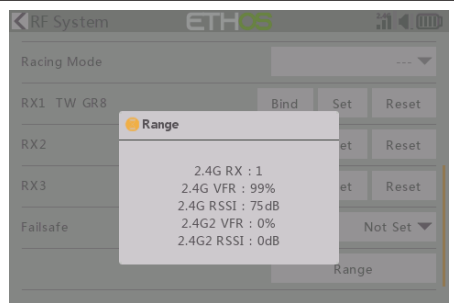 RF System
ETHOS
2.4G
Racing Mode
---
RX1 TW GR8
Bind
Set
Reset
Range
RX2
et
Reset
2.4G RX : 1
2.4G VFR : 99%
2.4G RSSI : 75dB
2.4G2 VFR : 0%
2.4G2 RSSI : 0dB
RX3
et
Reset
Failsafe
Not Set
Range